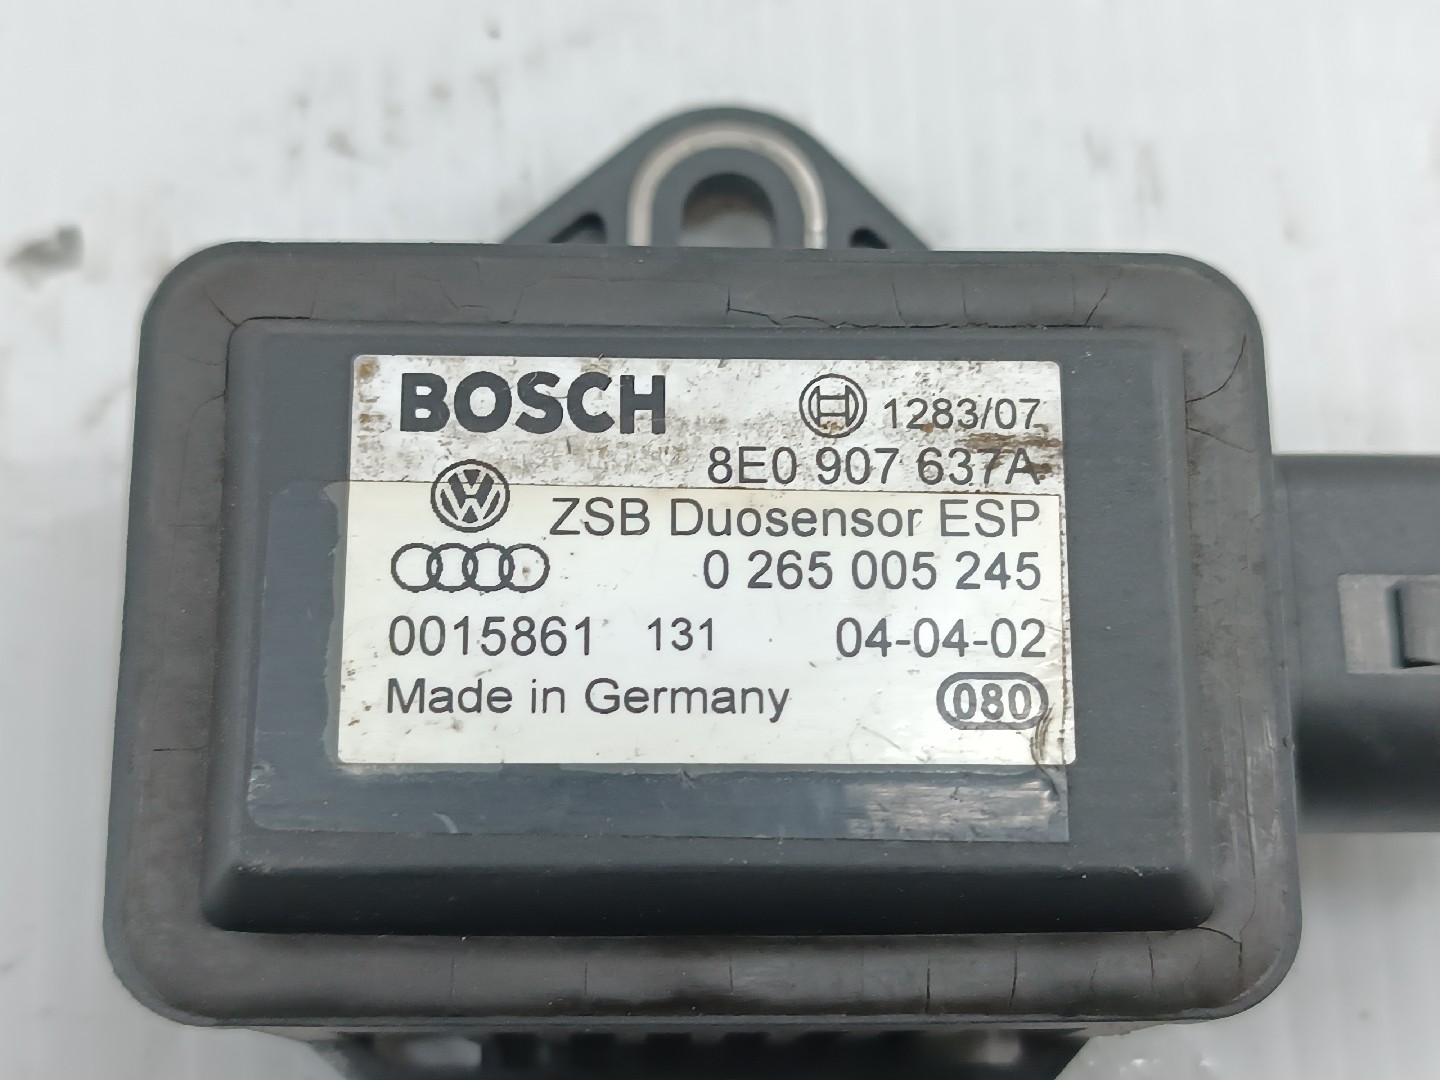 BOSCH
1283/07
8E0 907 637A
ZSB Duosensor ESP
0 265 005 245
0015861 131 04-04-02
Made in Germany 080